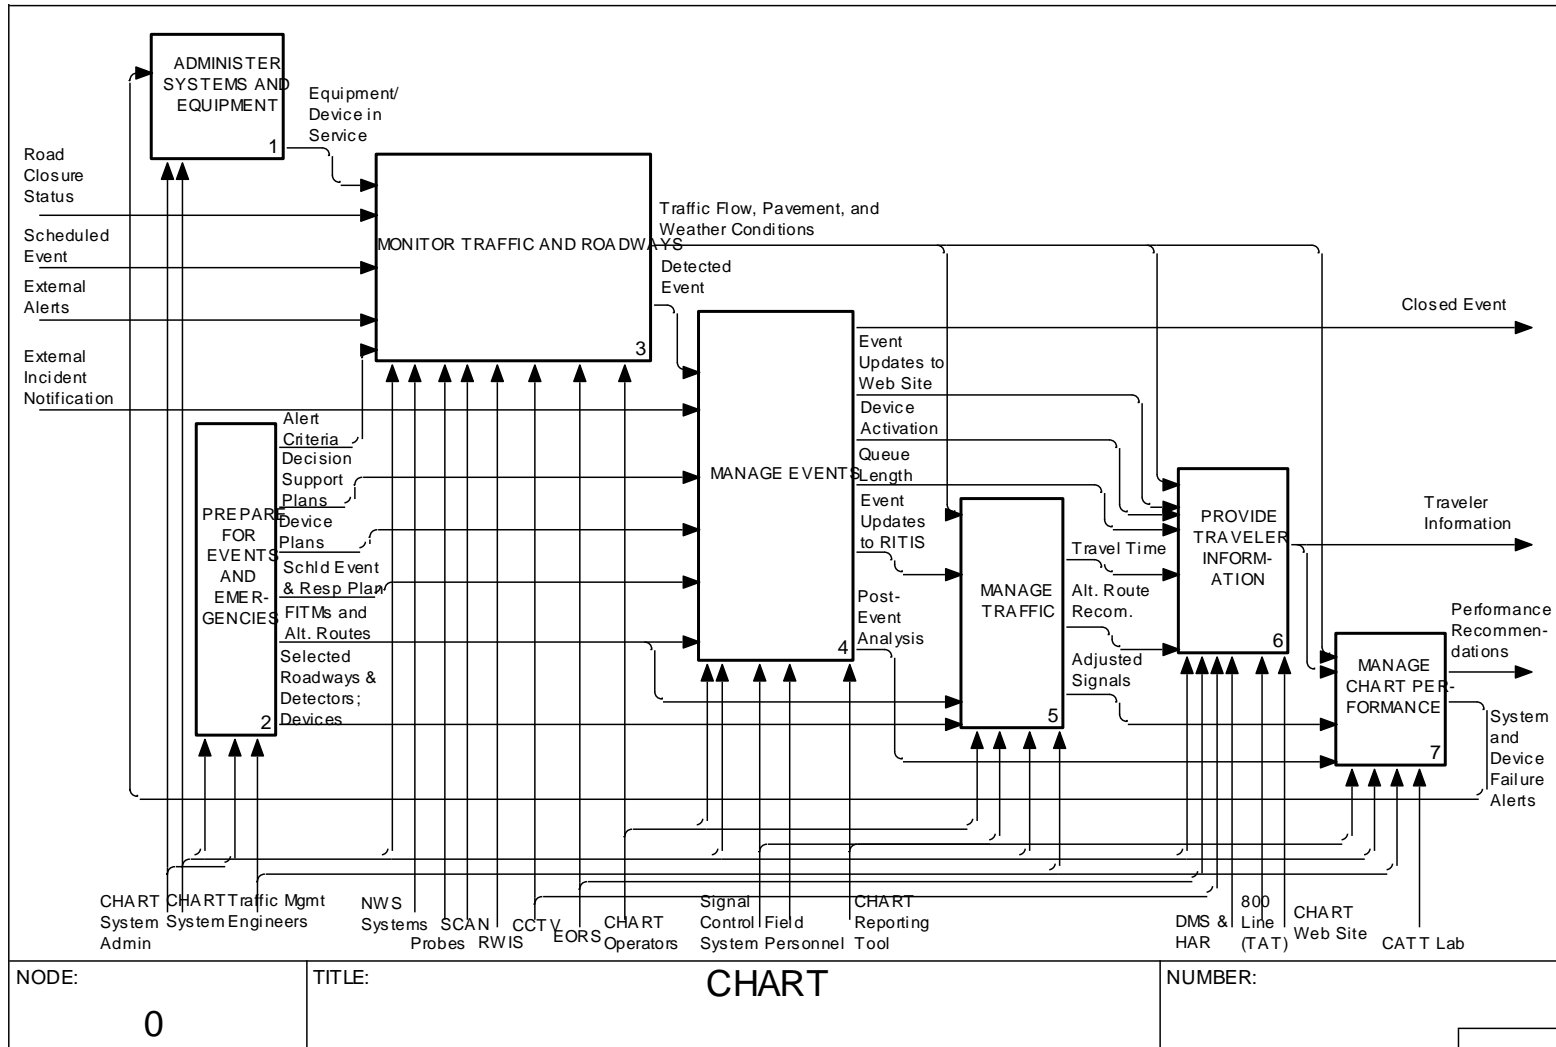 ADMINISTER
SYSTEMS AND
EQUIPMENT
1
Equipment/
Device in
Service
Road
Closure
Status
Scheduled
Event
External
Alerts
External
Incident
Notification
MONITOR TRAFFIC AND ROADWAYS
3
Traffic Flow, Pavement, and
Weather Conditions
Detected
Event
Closed Event
Alert
Criteria
Decision
Support
Plans
Device
Plans
Schld Event
& Resp Plan
FITMs and
Alt. Routes
Selected
Roadways &
Detectors;
Devices
PREPARE
FOR
EVENTS
AND
EMER-
GENCIES
2
MANAGE EVENTS
4
Event
Updates to
Web Site
Device
Activation
Queue
Length
Event
Updates
to RITIS
Post-
Event
Analysis
MANAGE
TRAFFIC
5
Travel Time
Alt. Route
Recom.
Adjusted
Signals
PROVIDE
TRAVELER
INFORM-
ATION
6
Traveler
Information
Performance
Recommen-
dations
MANAGE
CHART PER-
FORMANCE
7
System
and
Device
Failure
Alerts
CHART
System
Admin
CHART
System
Traffic Mgmt
Engineers
NWS
Systems
Probes
SCAN
RWIS
CCTV
EORS
CHART
Operators
Signal
Control
System
Field
Personnel
CHART
Reporting
Tool
DMS &
HAR
800
Line
(TAT)
CHART
Web Site
CATT Lab
NODE:
0
TITLE:
CHART
NUMBER: